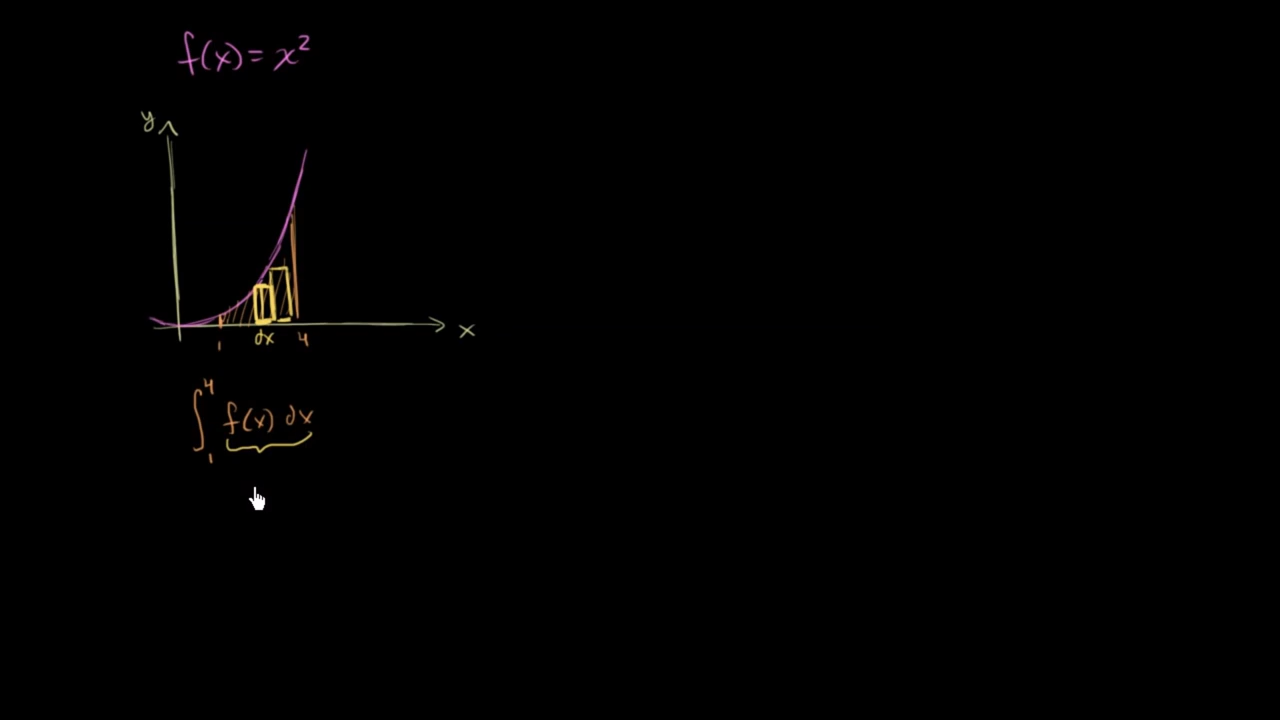 f(x) = x²
y
x
1 dx 4
∫₁⁴ f(x) dx